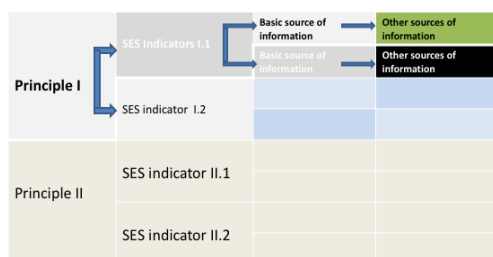 Principle I
SES Indicators I.1
Basic source of
information
Other sources of
information
Basic source of
information
Other sources of
information
SES indicator I.2
Principle II
SES indicator II.1
SES indicator II.2